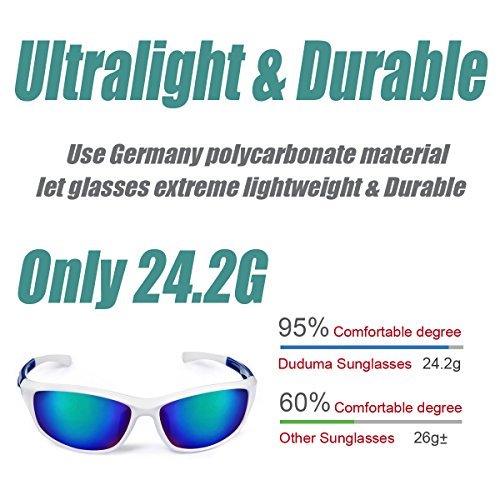 Ultralight & Durable
Use Germany polycarbonate material
let glasses extreme lightweight & Durable
Only 24.2G
95% Comfortable degree
Duduma Sunglasses 24.2g
60% Comfortable degree
Other Sunglasses 26g±